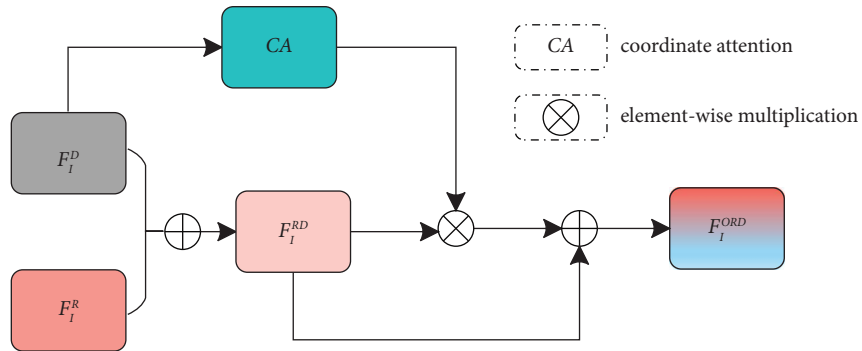 CA
CA coordinate attention
F_I^D
element-wise multiplication
F_I^{RD}
F_I^{ORD}
F_I^R